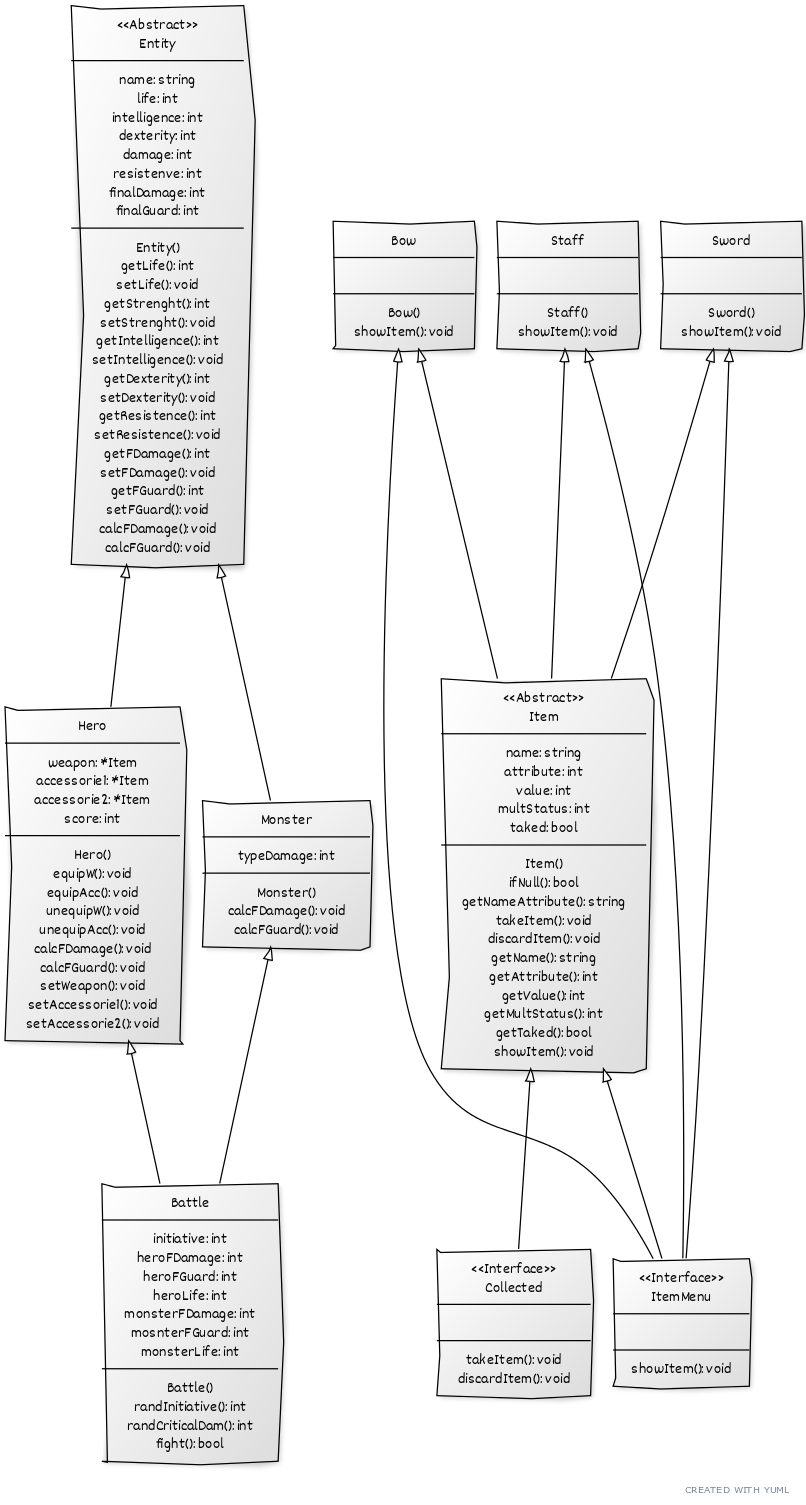 <<Abstract>>
Entity
name: string
life: int
intelligence: int
dexterity: int
damage: int
resistenve: int
finalDamage: int
finalGuard: int
Entity()
getLife(): int
setLife(): void
getStrenght(): int
setStrenght(): void
getIntelligence(): int
setIntelligence(): void
getDexterity(): int
setDexterity(): void
getResistence(): int
setResistence(): void
getFDamage(): int
setFDamage(): void
getFGuard(): int
setFGuard(): void
calcFDamage(): void
calcFGuard(): void
Bow
Bow()
showItem(): void
Staff
Staff()
showItem(): void
Sword
Sword()
showItem(): void
Hero
weapon: *Item
accessorie1: *Item
accessorie2: *Item
score: int
Hero()
equipW(): void
equipAcc(): void
unequipW(): void
unequipAcc(): void
calcFDamage(): void
calcFGuard(): void
setWeapon(): void
setAccessorie1(): void
setAccessorie2(): void
Monster
typeDamage: int
Monster()
calcFDamage(): void
calcFGuard(): void
<<Abstract>>
Item
name: string
attribute: int
value: int
multStatus: int
taked: bool
Item()
ifNull(): bool
getNameAttribute(): string
takeItem(): void
discardItem(): void
getName(): string
getAttribute(): int
getValue(): int
getMultStatus(): int
getTaked(): bool
showItem(): void
Battle
initiative: int
heroFDamage: int
heroFGuard: int
heroLife: int
monsterFDamage: int
mosnterFGuard: int
monsterLife: int
Battle()
randInitiative(): int
randCriticalDam(): int
fight(): bool
<<Interface>>
Collected
takeItem(): void
discardItem(): void
<<Interface>>
ItemMenu
showItem(): void
CREATED WITH YUML